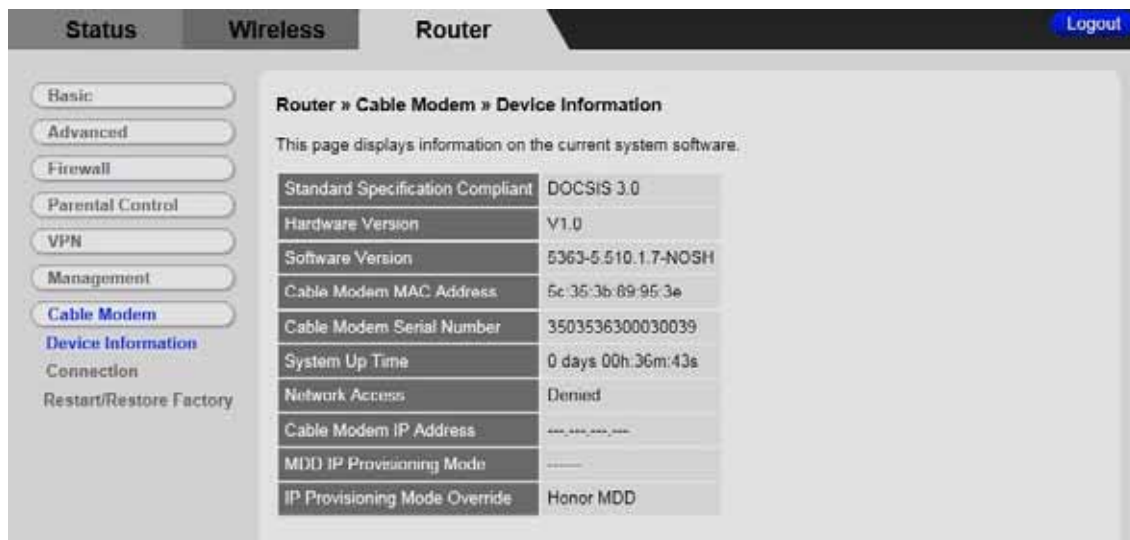 Status
Wireless
Router
Logout
Basic
Advanced
Firewall
Parental Control
VPN
Management
Cable Modem
Device Information
Connection
Restart/Restore Factory
Router » Cable Modem » Device Information
This page displays information on the current system software.
Standard Specification Compliant DOCSIS 3.0
Hardware Version V1.0
Software Version 5363-5.510.1.7-NOSH
Cable Modem MAC Address 5c:35:3b:89:95:3e
Cable Modem Serial Number 3503536300030039
System Up Time 0 days 00h:36m:43s
Network Access Denied
Cable Modem IP Address ---.---.---.---
MDD IP Provisioning Mode ------
IP Provisioning Mode Override Honor MDD